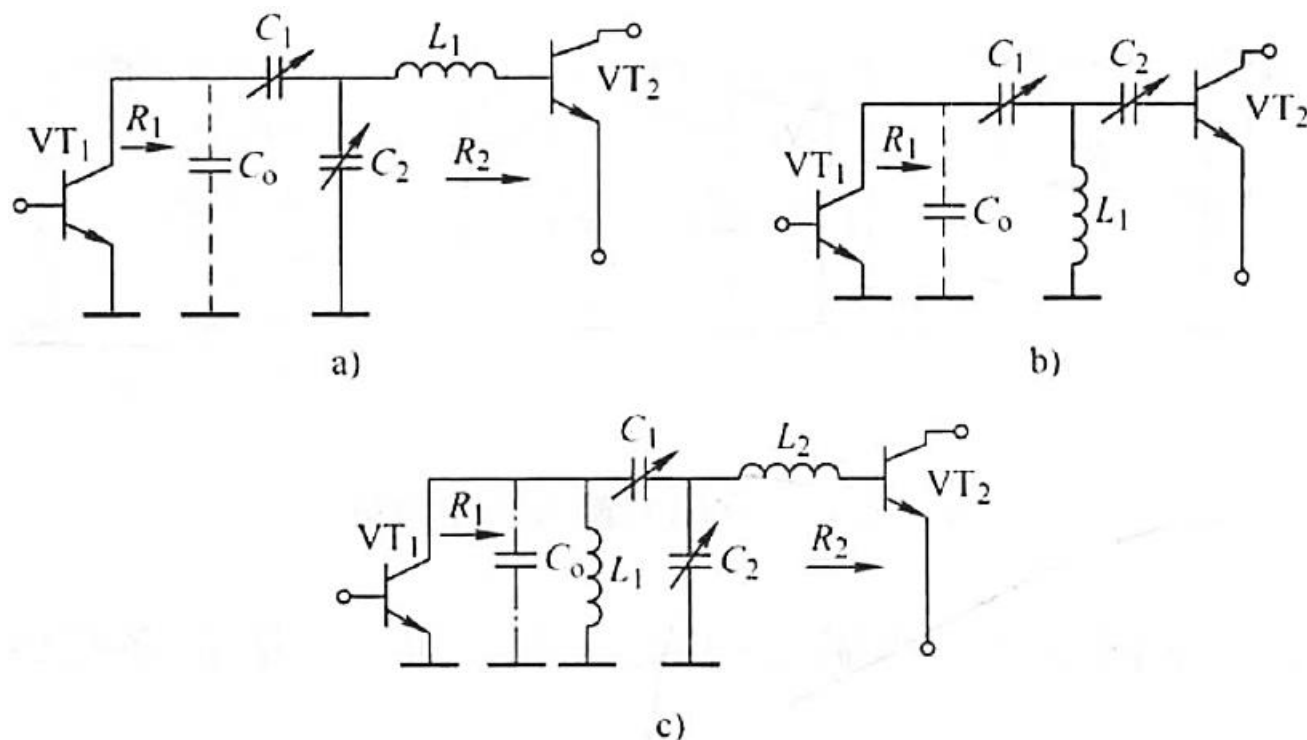 C₁
L₁
VT₂
R₁
VT₁
Cₒ
C₂
R₂
a)
C₁
C₂
VT₂
R₁
VT₁
Cₒ
L₁
b)
C₁
L₂
VT₂
R₁
VT₁
Cₒ
L₁
C₂
R₂
c)